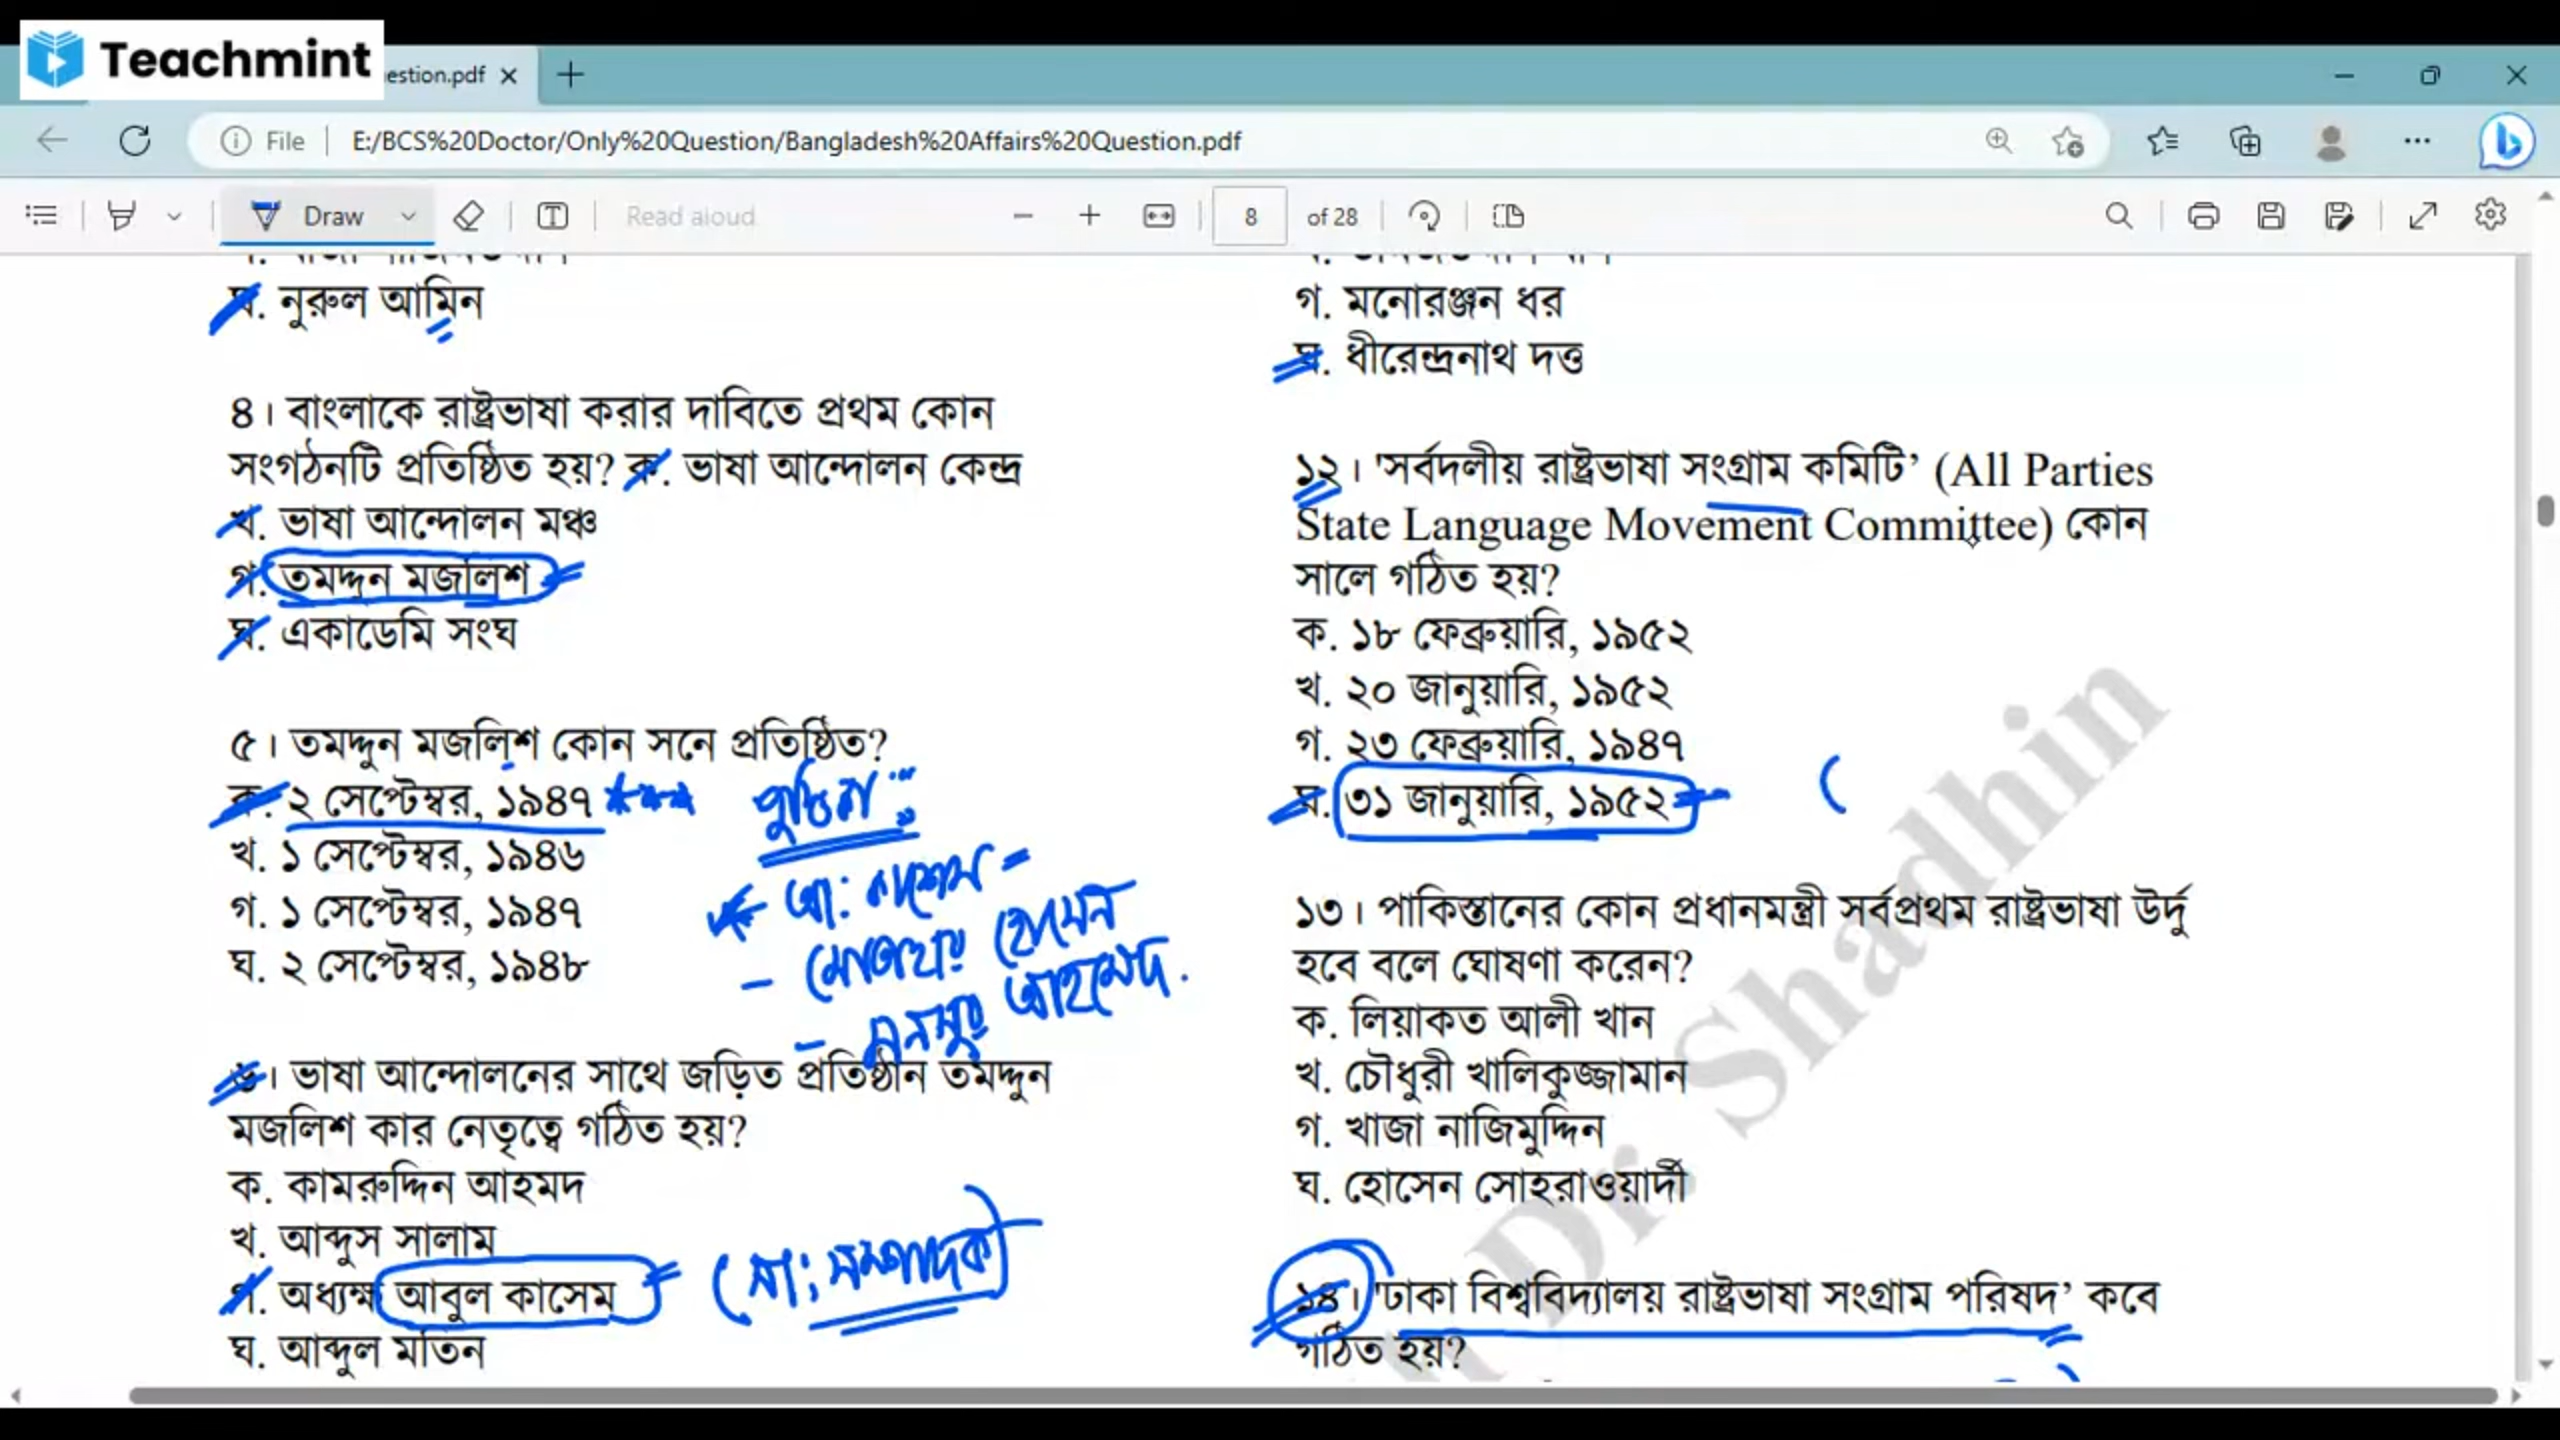 Teachmint
estion.pdf
File
E:/BCS%20Doctor/Only%20Question/Bangladesh%20Affairs%20Question.pdf
Draw
Read aloud
8
of 28
ঘ. নুরুল আমিন
৪। বাংলাকে রাষ্ট্রভাষা করার দাবিতে প্রথম কোন
সংগঠনটি প্রতিষ্ঠিত হয়? ক. ভাষা আন্দোলন কেন্দ্র
খ. ভাষা আন্দোলন মঞ্চ
গ. তমদ্দুন মজলিশ
ঘ. একাডেমি সংঘ
৫। তমদ্দুন মজলিশ কোন সনে প্রতিষ্ঠিত?
ক. ২ সেপ্টেম্বর, ১৯৪৭
খ. ১ সেপ্টেম্বর, ১৯৪৬
গ. ১ সেপ্টেম্বর, ১৯৪৭
ঘ. ২ সেপ্টেম্বর, ১৯৪৮
পুস্তিকা
আ: কাশেম
- মোতাহার হোসেন
- মনসুর আহমেদ
৬। ভাষা আন্দোলনের সাথে জড়িত প্রতিষ্ঠান তমদ্দুন
মজলিশ কার নেতৃত্বে গঠিত হয়?
ক. কামরুদ্দিন আহমদ
খ. আব্দুস সালাম
গ. অধ্যক্ষ আবুল কাসেম
(সা: সম্পাদক)
ঘ. আব্দুল মতিন
গ. মনোরঞ্জন ধর
ঘ. ধীরেন্দ্রনাথ দত্ত
১২। 'সর্বদলীয় রাষ্ট্রভাষা সংগ্রাম কমিটি’ (All Parties
State Language Movement Committee) কোন
সালে গঠিত হয়?
ক. ১৮ ফেব্রুয়ারি, ১৯৫২
খ. ২০ জানুয়ারি, ১৯৫২
গ. ২৩ ফেব্রুয়ারি, ১৯৪৭
ঘ. ৩১ জানুয়ারি, ১৯৫২
১৩। পাকিস্তানের কোন প্রধানমন্ত্রী সর্বপ্রথম রাষ্ট্রভাষা উর্দু
হবে বলে ঘোষণা করেন?
ক. লিয়াকত আলী খান
খ. চৌধুরী খালিকুজ্জামান
গ. খাজা নাজিমুদ্দিন
ঘ. হোসেন সোহরাওয়ার্দী
১৪। 'ঢাকা বিশ্ববিদ্যালয় রাষ্ট্রভাষা সংগ্রাম পরিষদ’ কবে
গঠিত হয়?
Dr. Shadhin